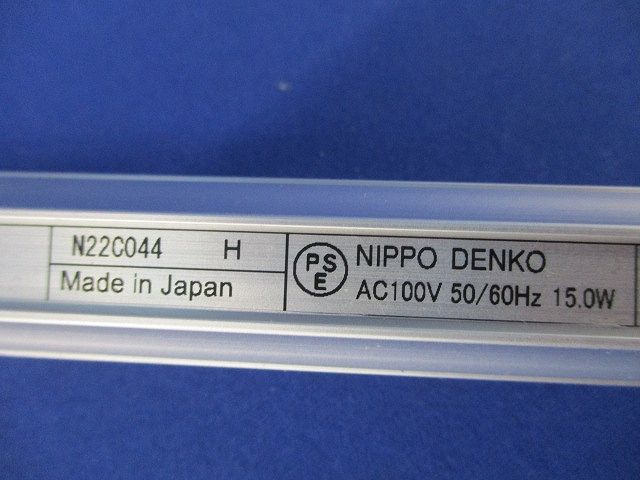 N22C044 H
Made in Japan
PSE
NIPPO DENKO
AC100V 50/60Hz 15.0W